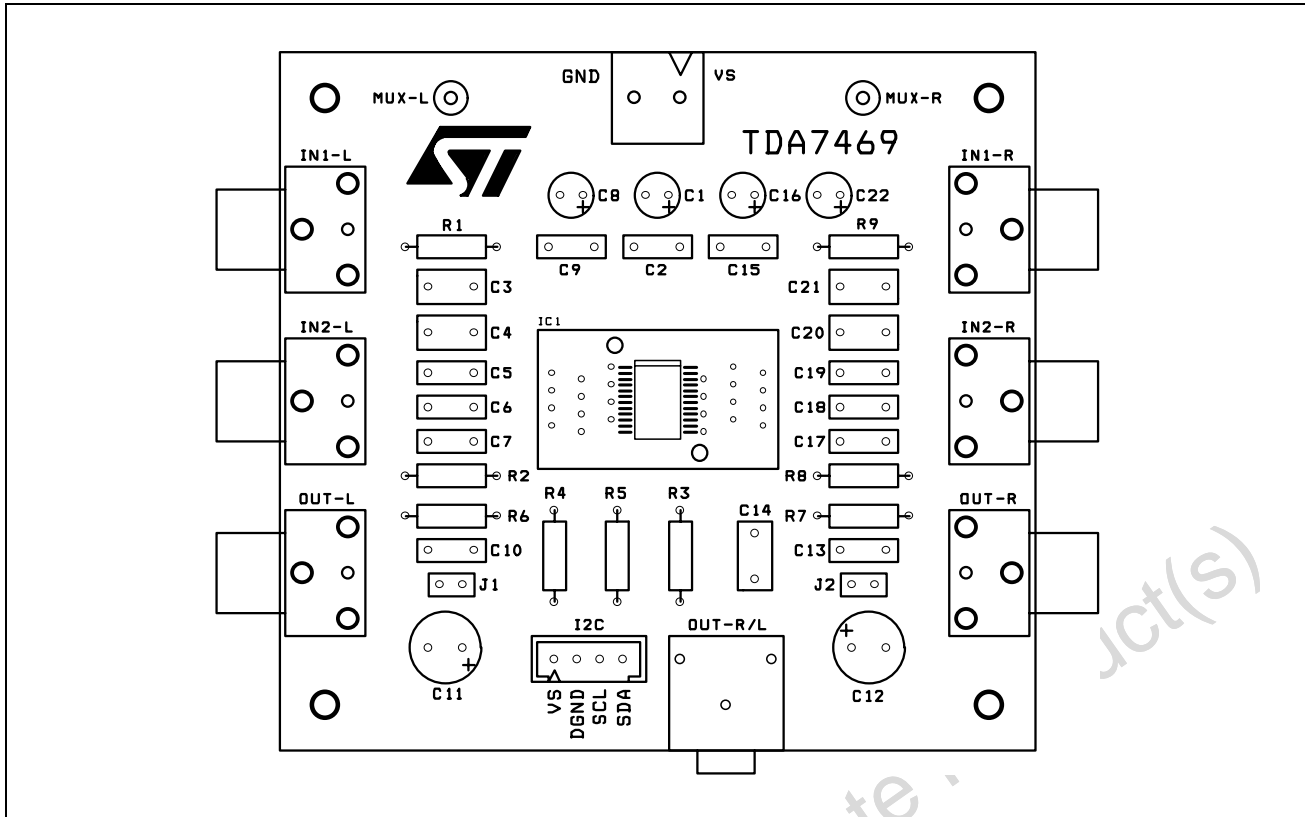 GND VS
MUX-L MUX-R
TDA7469
IN1-L IN1-R
C8 C1 C16 C22
R1 R9
C9 C2 C15
C3 C21
IC1
IN2-L IN2-R
C4 C20
C5 C19
C6 C18
C7 C17
R2 R8
OUT-L R4 R5 R3 OUT-R
R6 C14 R7
C10 C13
J1 J2
I2C OUT-R/L
C11 C12
VS
DGND
SCL
SDA
ST